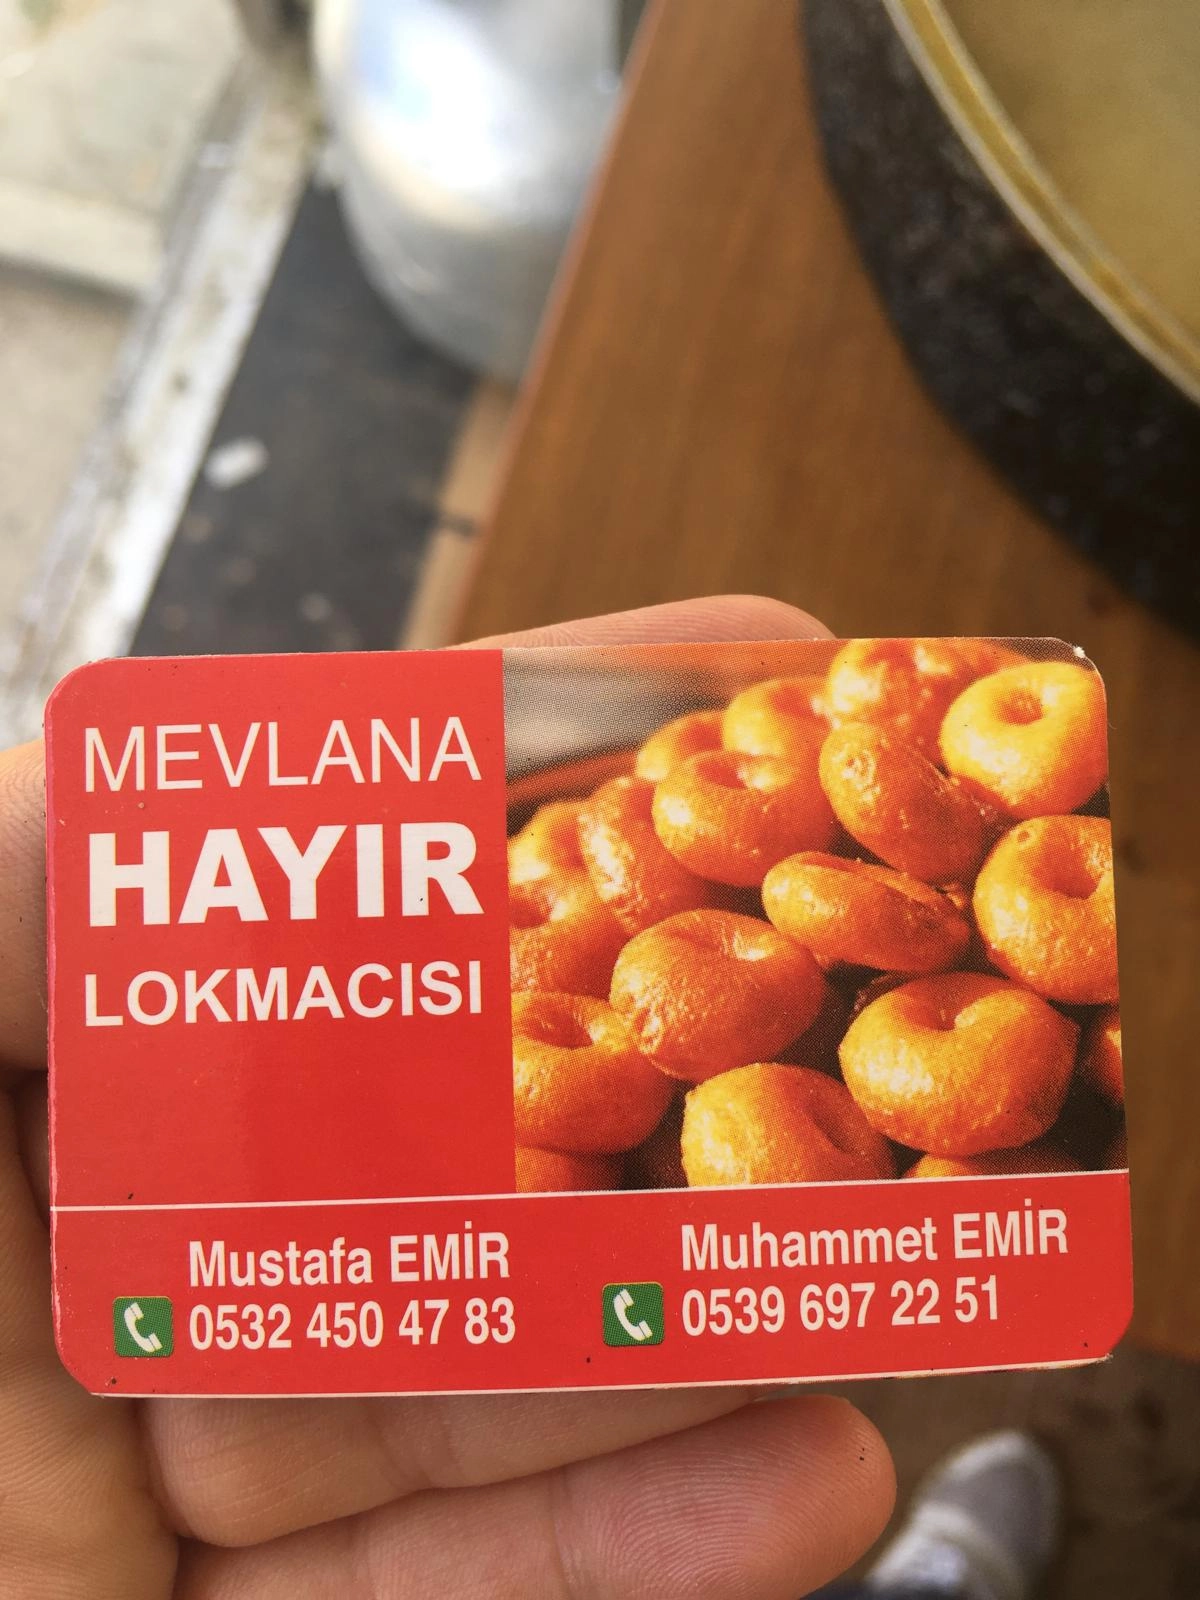 MEVLANA
HAYIR
LOKMACISI
Mustafa EMİR
0532 450 47 83
Muhammet EMİR
0539 697 22 51